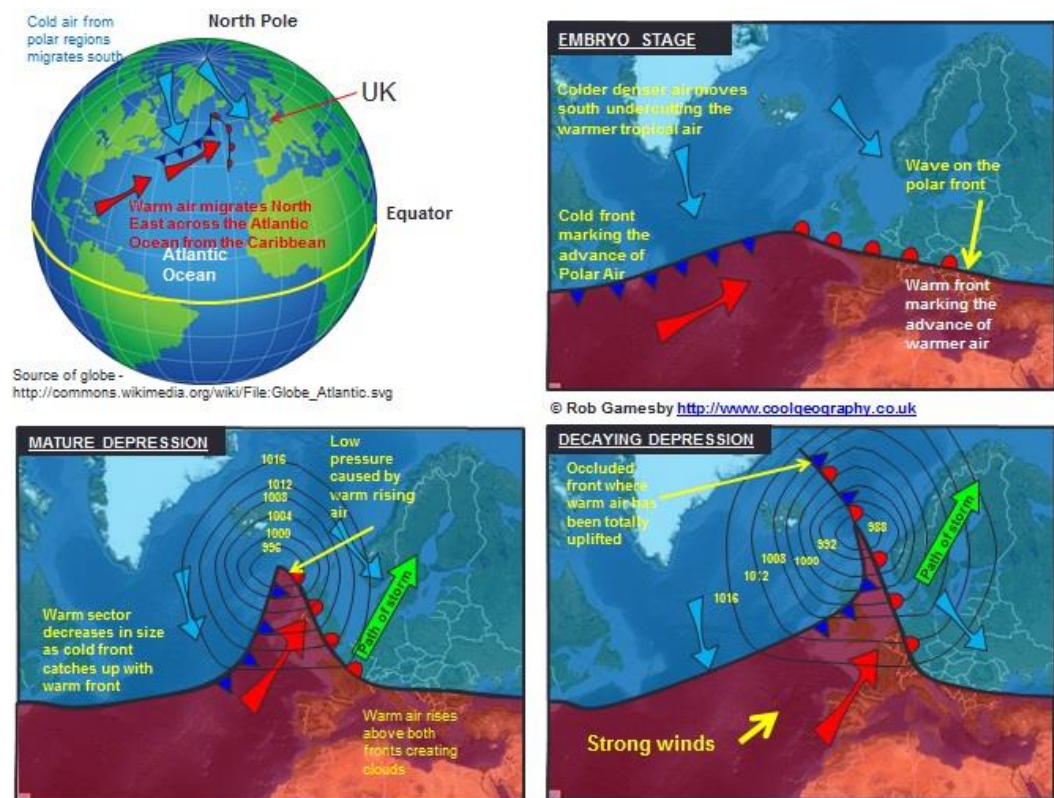 Cold air from
polar regions
migrates south
North Pole
UK
Warm air migrates North
East across the Atlantic
Ocean from the Caribbean
Equator
Atlantic
Ocean
Source of globe -
http://commons.wikimedia.org/wiki/File:Globe_Atlantic.svg
EMBRYO STAGE
Colder denser air moves
south undercutting the
warmer tropical air
Wave on the
polar front
Cold front
marking the
advance of
Polar Air
Warm front
marking the
advance of
warmer air
© Rob Gamesby http://www.coolgeography.co.uk
MATURE DEPRESSION
Low
pressure
caused by
warm rising
air
1016
1012
1008
1004
1000
996
Path of storm
Warm sector
decreases in size
as cold front
catches up with
warm front
Warm air rises
above both
fronts creating
clouds
DECAYING DEPRESSION
Occluded
front where
warm air has
been totally
uplifted
988
992
1000
1008
1012
1016
Path of storm
Strong winds